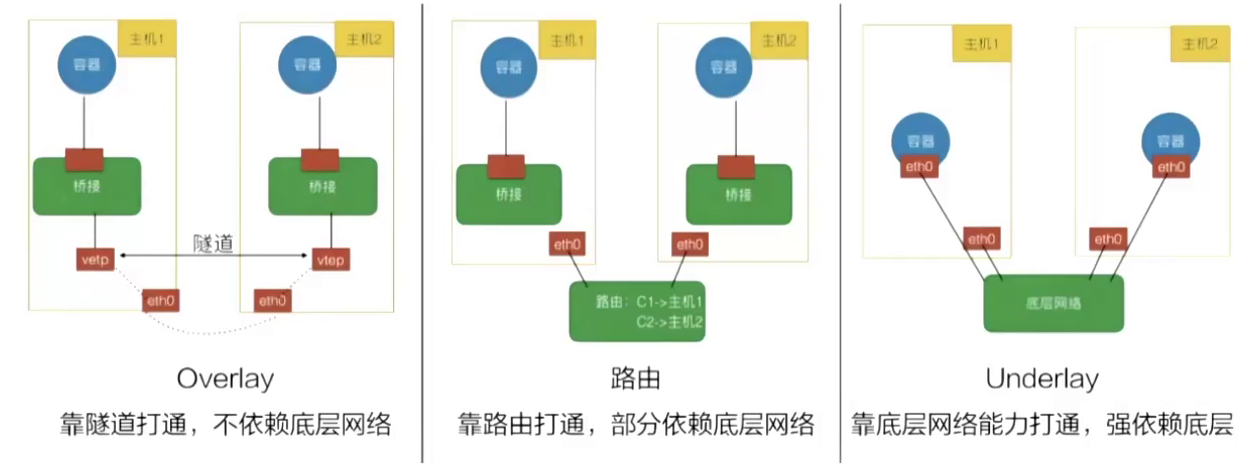 主机1
容器
桥接
vetp
eth0
主机2
容器
桥接
vtep
eth0
隧道
Overlay
靠隧道打通，不依赖底层网络
主机1
容器
桥接
eth0
主机2
容器
桥接
eth0
路由：C1->主机1
C2->主机2
路由
靠路由打通，部分依赖底层网络
主机1
容器
eth0
eth0
主机2
容器
eth0
eth0
底层网络
Underlay
靠底层网络能力打通，强依赖底层